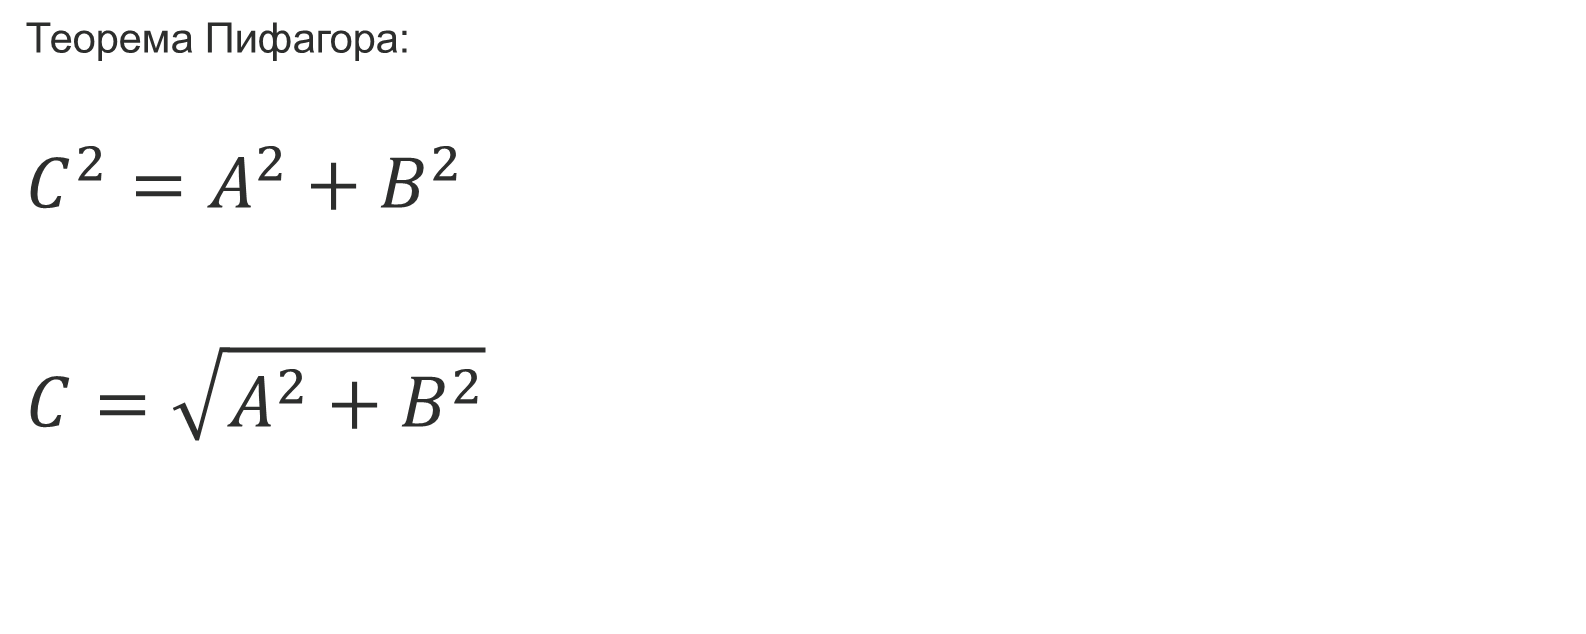 Теорема Пифагора:
C² = A² + B²
C = √(A² + B²)